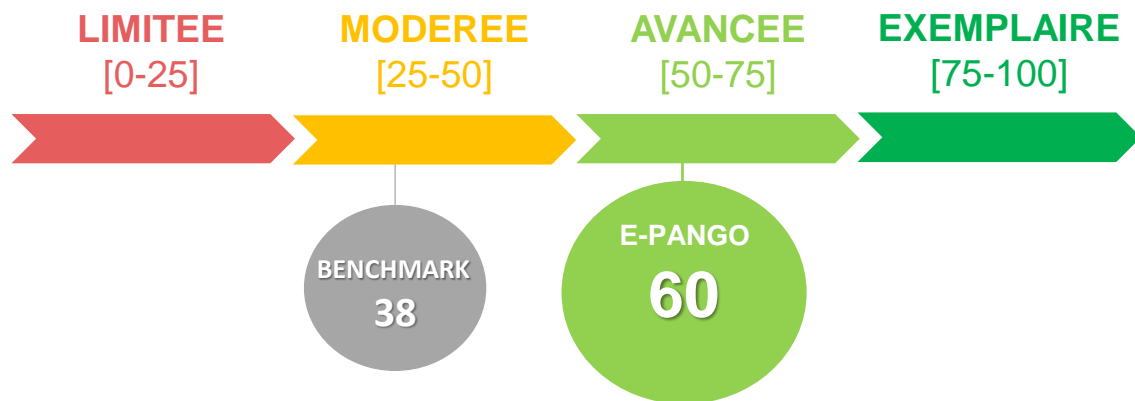 LIMITEE
[0-25]
MODEREE
[25-50]
AVANCEE
[50-75]
EXEMPLAIRE
[75-100]
BENCHMARK
38
E-PANGO
60